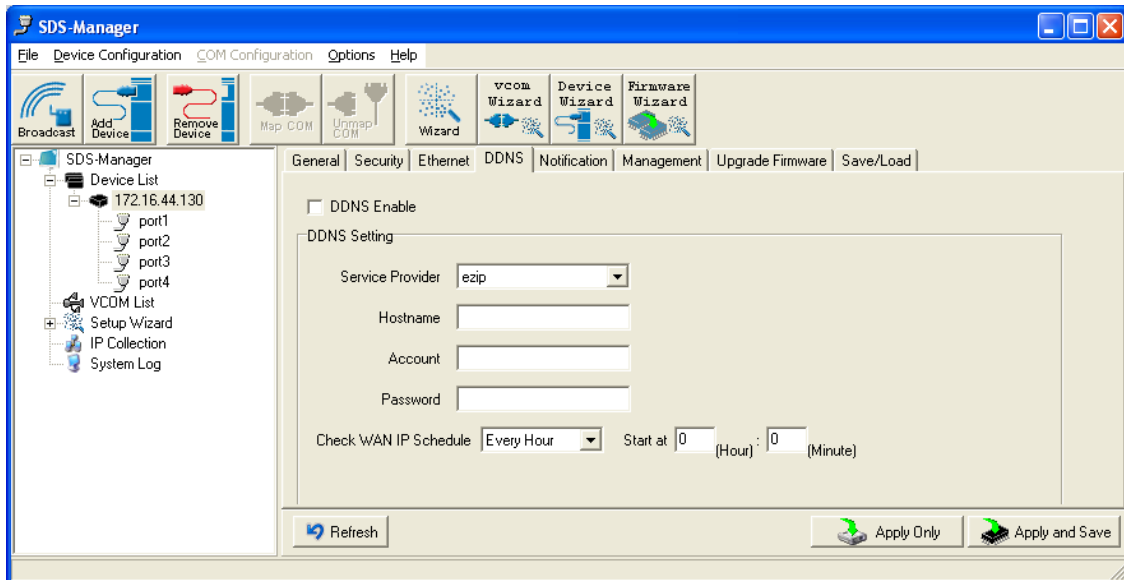 SDS-Manager
File Device Configuration COM Configuration Options Help
Broadcast
Add Device
Remove Device
Map COM
Unmap COM
Wizard
vcom Wizard
Device Wizard
Firmware Wizard
SDS-Manager
Device List
172.16.44.130
port1
port2
port3
port4
VCOM List
Setup Wizard
IP Collection
System Log
General Security Ethernet DDNS Notification Management Upgrade Firmware Save/Load
DDNS Enable
DDNS Setting
Service Provider ezip
Hostname
Account
Password
Check WAN IP Schedule Every Hour Start at 0 (Hour) : 0 (Minute)
Refresh Apply Only Apply and Save